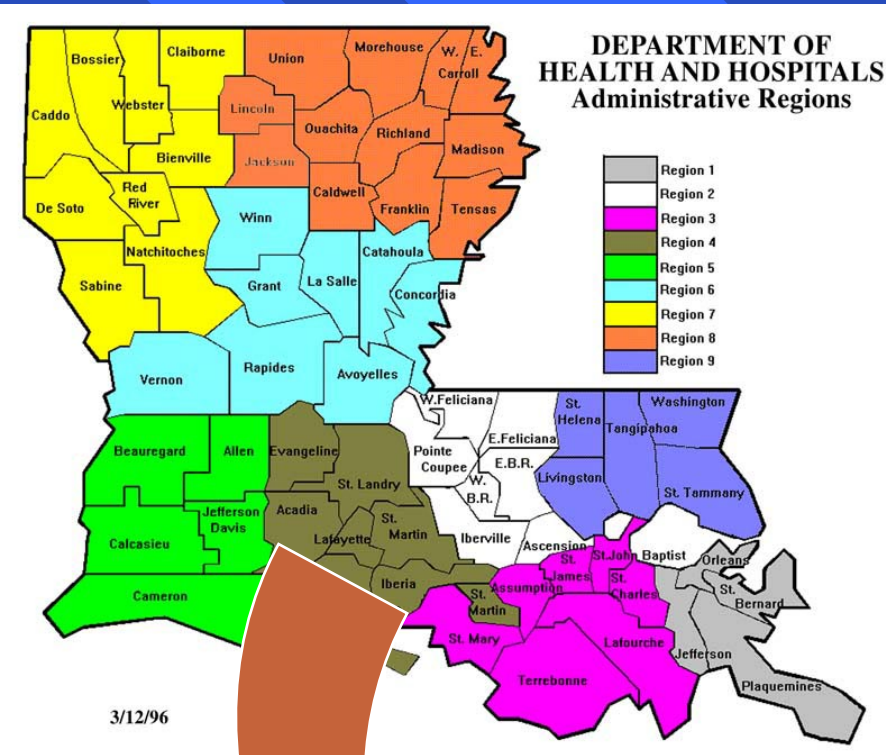 DEPARTMENT OF
HEALTH AND HOSPITALS
Administrative Regions
Region 1
Region 2
Region 3
Region 4
Region 5
Region 6
Region 7
Region 8
Region 9
Caddo
Bossier
Webster
Claiborne
Bienville
De Soto
Red
River
Natchitoches
Sabine
Union
Morehouse
W. E.
Carroll
Lincoln
Ouachita
Richland
Madison
Jackson
Caldwell
Franklin
Tensas
Winn
Grant
La Salle
Catahoula
Concordia
Vernon
Rapides
Avoyelles
Beauregard
Allen
Evangeline
St. Landry
Calcasieu
Jefferson
Davis
Acadia
Lafayette
St.
Martin
Cameron
Iberia
St.
Martin
W.Feliciana
E.Feliciana
Pointe
Coupee
W.
B.R.
E.B.R.
Iberville
St.
Helena
Tangipahoa
Washington
Livingston
St. Tammany
Ascension
St.John Baptist
St.
James
St.
Charles
Assumption
St. Mary
Terrebonne
Lafourche
Orleans
St.
Bernard
Jefferson
Plaquemines
3/12/96